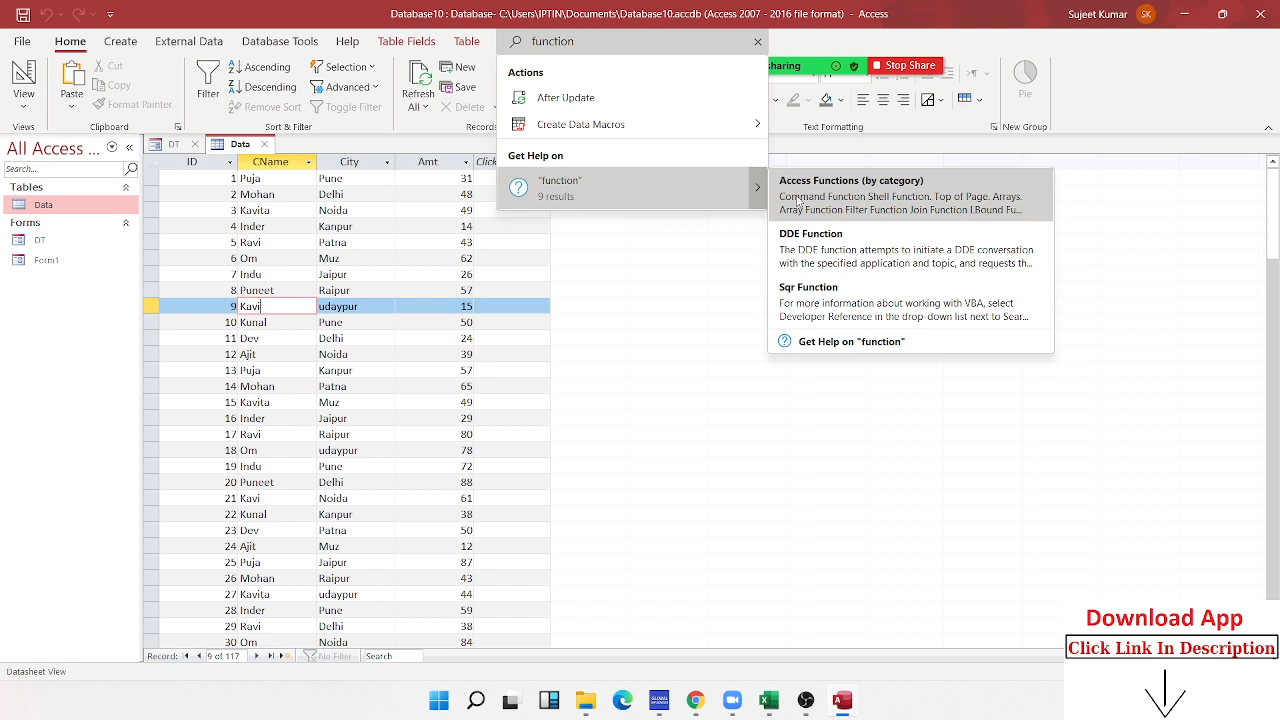 Database10 : Database- C:\Users\IPTIN\Documents\Database10.accdb (Access 2007 - 2016 file format) - Access
Sujeet Kumar
SK
File
Home
Create
External Data
Database Tools
Help
Table Fields
Table
function
View
Views
Paste
Cut
Copy
Format Painter
Clipboard
Filter
Ascending
Descending
Remove Sort
Selection
Advanced
Toggle Filter
Sort & Filter
Refresh
All
New
Save
Delete
Records
haring
Stop Share
Text Formatting
Pie
New Group
Actions
After Update
Create Data Macros
Get Help on
"function"
9 results
Access Functions (by category)
Command Function Shell Function. Top of Page. Arrays.
Array Function Filter Function Join Function LBound Fu...
DDE Function
The DDE function attempts to initiate a DDE conversation
with the specified application and topic, and requests th...
Sqr Function
For more information about working with VBA, select
Developer Reference in the drop-down list next to Sear...
Get Help on "function"
All Access ...
Search...
Tables
Data
Forms
DT
Form1
DT
Data
ID CName City Amt Click
1 Puja Pune 31
2 Mohan Delhi 48
3 Kavita Noida 49
4 Inder Kanpur 14
5 Ravi Patna 43
6 Om Muz 62
7 Indu Jaipur 26
8 Puneet Raipur 57
9 Kavi udaypur 15
10 Kunal Pune 50
11 Dev Delhi 24
12 Ajit Noida 39
13 Puja Kanpur 57
14 Mohan Patna 65
15 Kavita Muz 49
16 Inder Jaipur 29
17 Ravi Raipur 80
18 Om udaypur 78
19 Indu Pune 72
20 Puneet Delhi 88
21 Kavi Noida 61
22 Kunal Kanpur 38
23 Dev Patna 50
24 Ajit Muz 12
25 Puja Jaipur 87
26 Mohan Raipur 43
27 Kavita udaypur 44
28 Inder Pune 59
29 Ravi Delhi 38
30 Om Noida 84
Record: 9 of 117 No Filter Search
Datasheet View
Download App
Click Link In Description